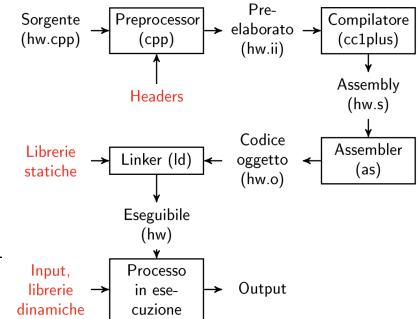 Sorgente
(hw.cpp)
Preprocessor
(cpp)
Pre-
elaborato
(hw.ii)
Compilatore
(cc1plus)
Headers
Assembly
(hw.s)
Librerie
statiche
Linker (ld)
Codice
oggetto
(hw.o)
Assembler
(as)
Eseguibile
(hw)
Input,
librerie
dinamiche
Processo
in ese-
cuzione
Output